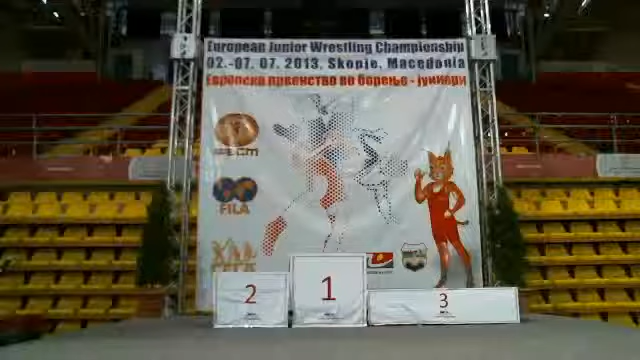 European Junior Wrestling Championship
02.-07. 07. 2013, Skopje, Macedonia
Европско првенство во борење - јуниори
FILA
2
1
3